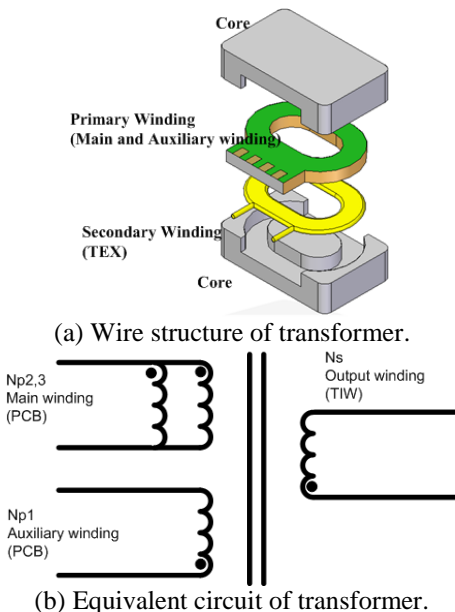 Core
Primary Winding
(Main and Auxiliary winding)
Secondary Winding
(TEX)
Core
(a) Wire structure of transformer.
Np2,3
Main winding
(PCB)
Ns
Output winding
(TIW)
Np1
Auxiliary winding
(PCB)
(b) Equivalent circuit of transformer.